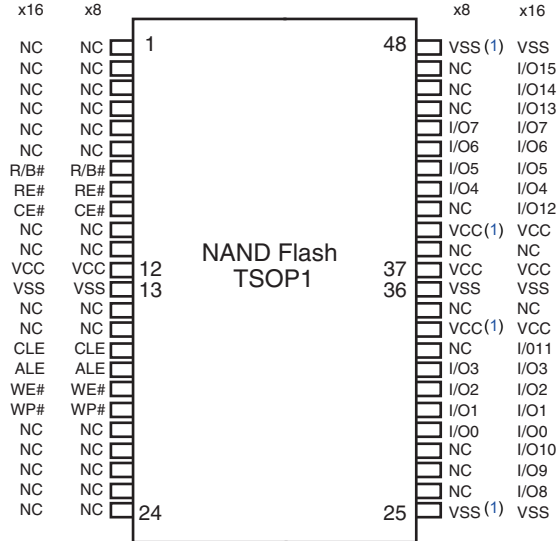 x16 x8 x8 x16
NC NC 1 48 VSS (1) VSS
NC NC NC I/O15
NC NC NC I/O14
NC NC NC I/O13
NC NC I/O7 I/O7
NC NC I/O6 I/O6
R/B# R/B# I/O5 I/O5
RE# RE# I/O4 I/O4
CE# CE# NC I/O12
NC NC VCC(1) VCC
NC NC NAND Flash NC NC
VCC VCC 12 TSOP1 37 VCC VCC
VSS VSS 13 36 VSS VSS
NC NC NC NC
NC NC VCC(1) VCC
CLE CLE NC I/011
ALE ALE I/O3 I/O3
WE# WE# I/O2 I/O2
WP# WP# I/O1 I/O1
NC NC I/O0 I/O0
NC NC NC I/O10
NC NC NC I/O9
NC NC NC I/O8
NC NC 24 25 VSS (1) VSS